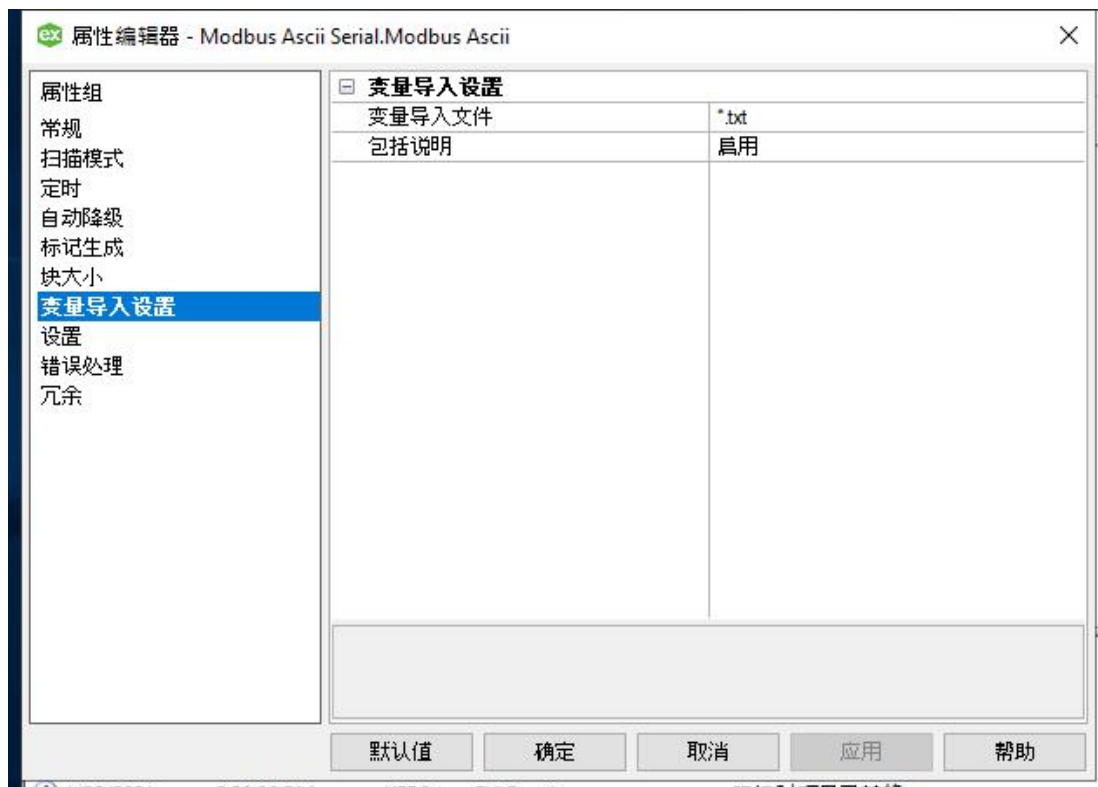 ex 属性编辑器 - Modbus Ascii Serial.Modbus Ascii
属性组
常规
扫描模式
定时
自动降级
标记生成
块大小
变量导入设置
设置
错误处理
冗余
变量导入设置
变量导入文件 *.txt
包括说明 启用
默认值 确定 取消 应用 帮助